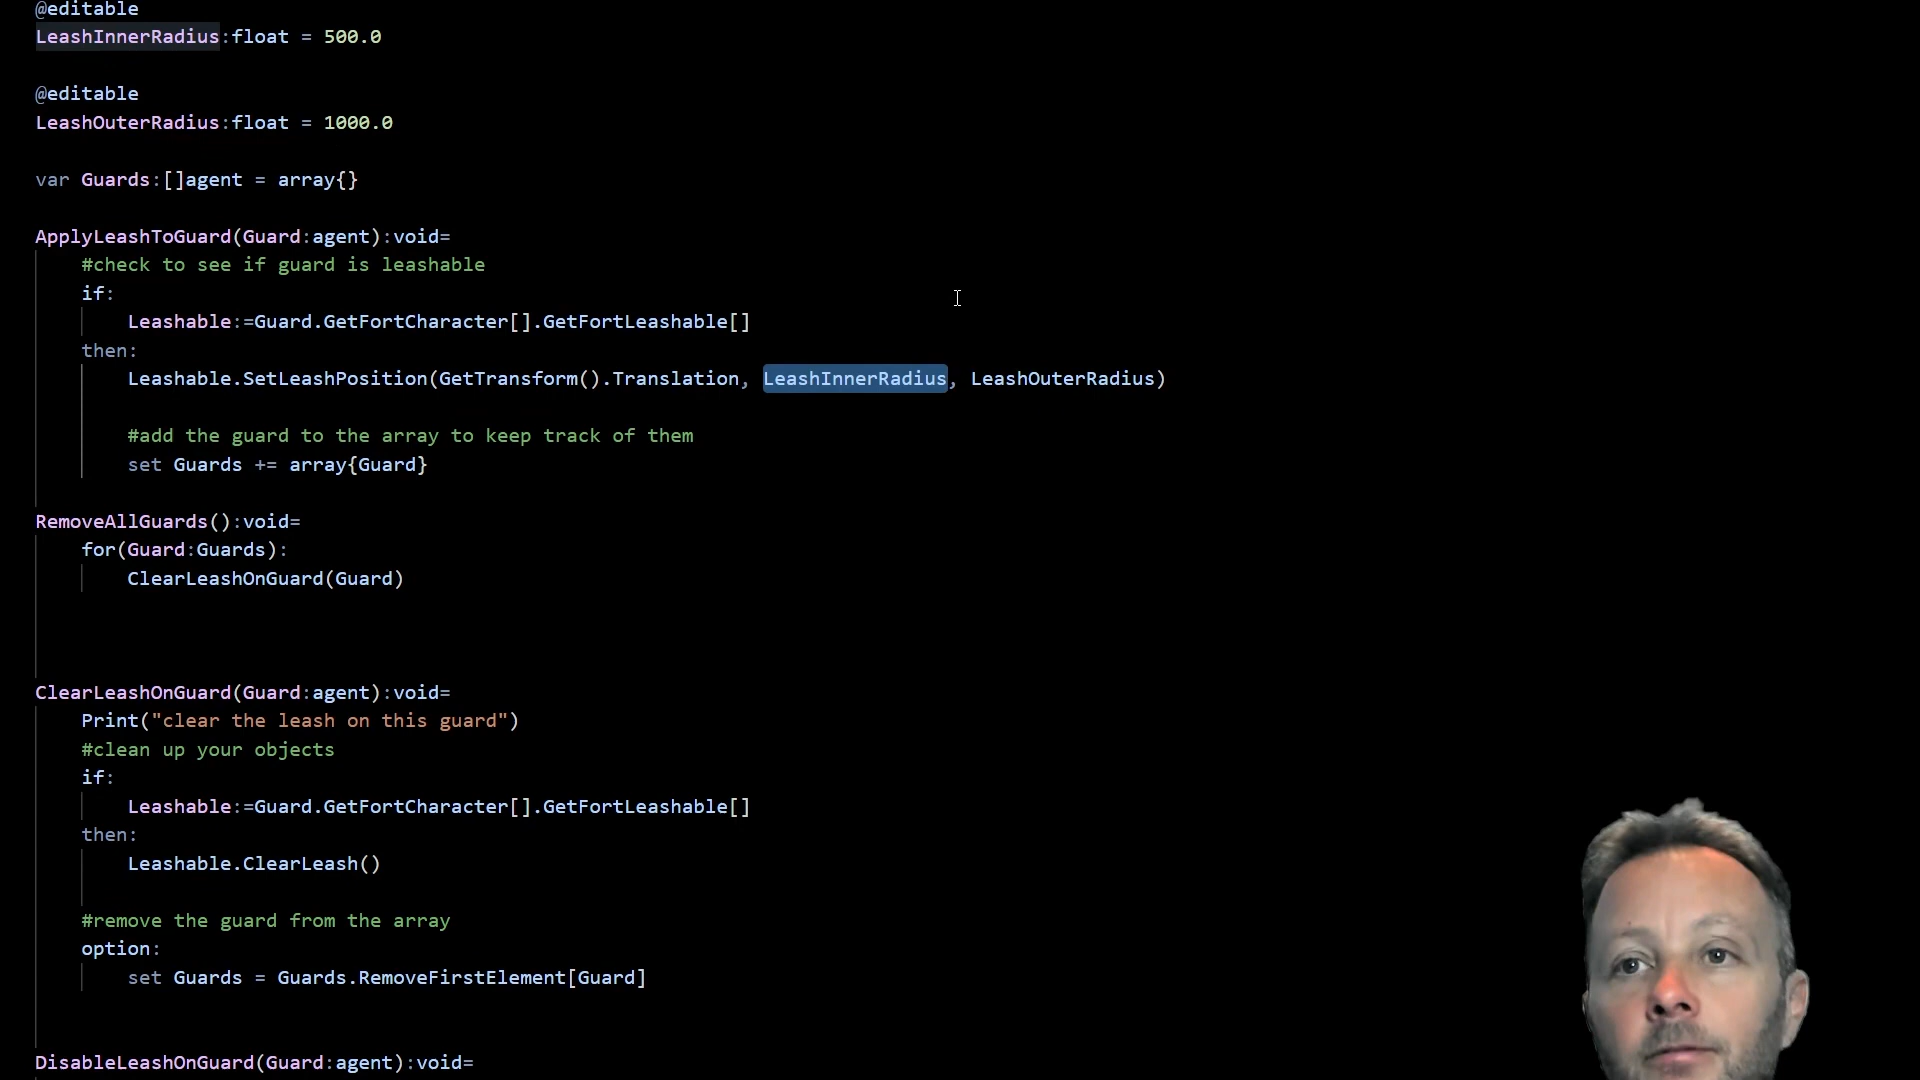 @editable
LeashInnerRadius:float = 500.0
@editable
LeashOuterRadius:float = 1000.0
var Guards:[]agent = array{}
ApplyLeashToGuard(Guard:agent):void=
#check to see if guard is leashable
if:
Leashable:=Guard.GetFortCharacter[].GetFortLeashable[]
then:
Leashable.SetLeashPosition(GetTransform().Translation, LeashInnerRadius, LeashOuterRadius)
#add the guard to the array to keep track of them
set Guards += array{Guard}
RemoveAllGuards():void=
for(Guard:Guards):
ClearLeashOnGuard(Guard)
ClearLeashOnGuard(Guard:agent):void=
Print("clear the leash on this guard")
#clean up your objects
if:
Leashable:=Guard.GetFortCharacter[].GetFortLeashable[]
then:
Leashable.ClearLeash()
#remove the guard from the array
option:
set Guards = Guards.RemoveFirstElement[Guard]
DisableLeashOnGuard(Guard:agent):void=